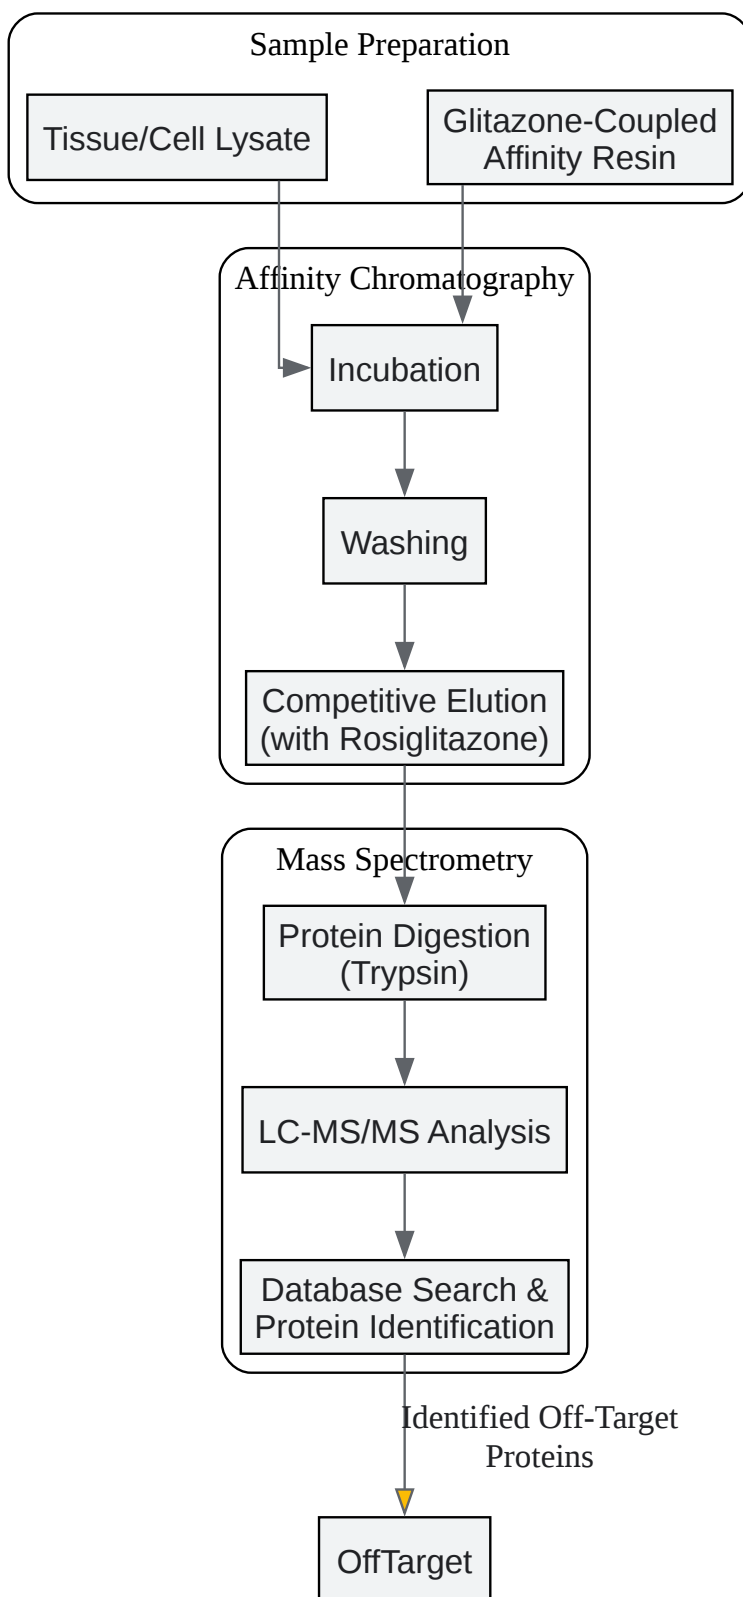 Sample Preparation
Tissue/Cell Lysate
Glitazone-Coupled
Affinity Resin
Affinity Chromatography
Incubation
Washing
Competitive Elution
(with Rosiglitazone)
Mass Spectrometry
Protein Digestion
(Trypsin)
LC-MS/MS Analysis
Database Search &
Protein Identification
Identified Off-Target
Proteins
OffTarget